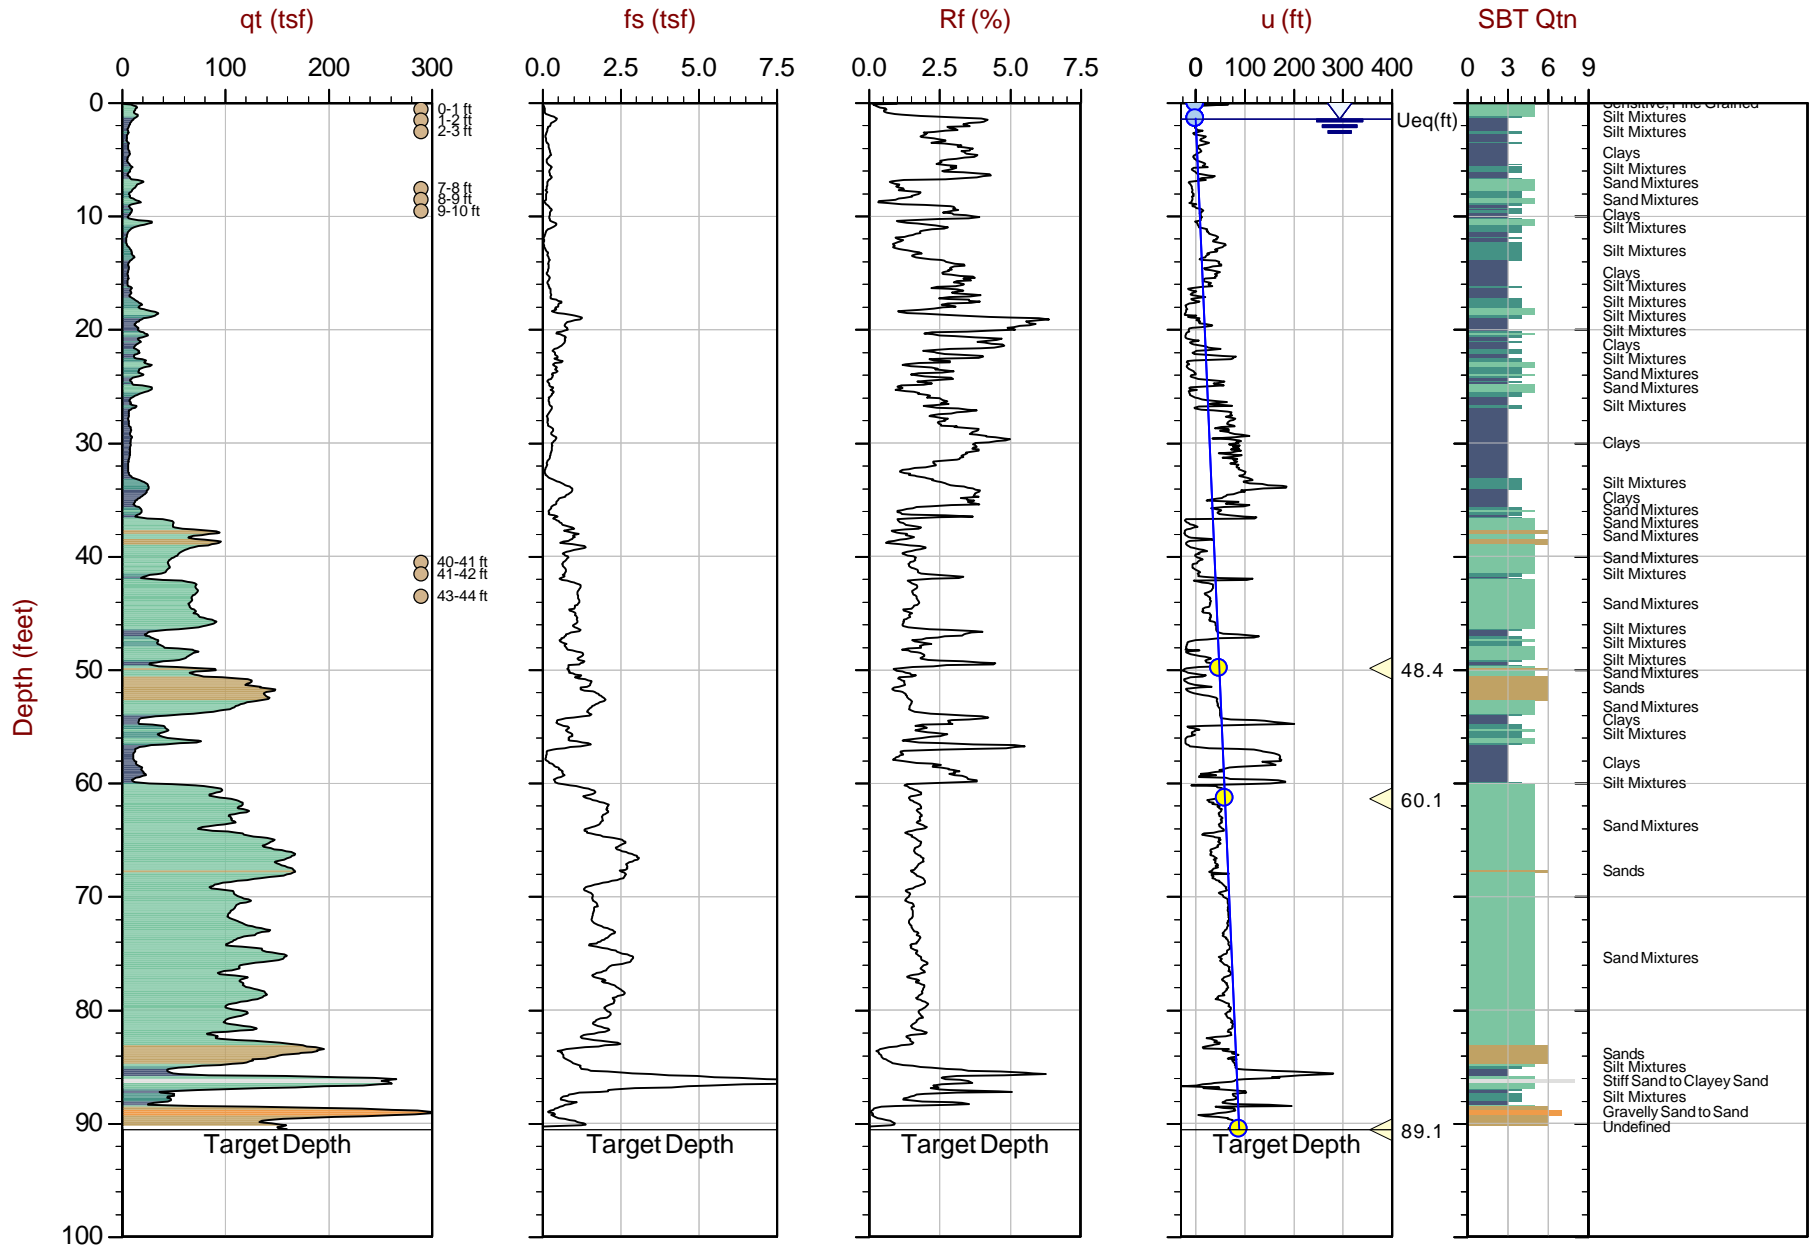 qt (tsf) fs (tsf) Rf (%) u (ft) SBT Qtn
0 100 200 300 0.0 2.5 5.0 7.5 0.0 2.5 5.0 7.5 0 100 200 300 400 0 3 6 9
0
10
20
30
40
50
60
70
80
90
100
Depth (feet)
0-1 ft
1-2 ft
2-3 ft
7-8 ft
8-9 ft
9-10 ft
40-41 ft
41-42 ft
43-44 ft
Target Depth
Target Depth
Target Depth
Target Depth
Ueq(ft)
48.4
60.1
89.1
Sensitive, Fine Grained
Silt Mixtures
Silt Mixtures
Clays
Silt Mixtures
Sand Mixtures
Sand Mixtures
Clays
Silt Mixtures
Silt Mixtures
Clays
Silt Mixtures
Silt Mixtures
Silt Mixtures
Silt Mixtures
Clays
Silt Mixtures
Sand Mixtures
Sand Mixtures
Silt Mixtures
Clays
Silt Mixtures
Clays
Sand Mixtures
Sand Mixtures
Sand Mixtures
Sand Mixtures
Silt Mixtures
Sand Mixtures
Silt Mixtures
Silt Mixtures
Silt Mixtures
Sand Mixtures
Sands
Sand Mixtures
Clays
Silt Mixtures
Clays
Silt Mixtures
Sand Mixtures
Sands
Sand Mixtures
Sands
Silt Mixtures
Stiff Sand to Clayey Sand
Silt Mixtures
Gravelly Sand to Sand
Undefined